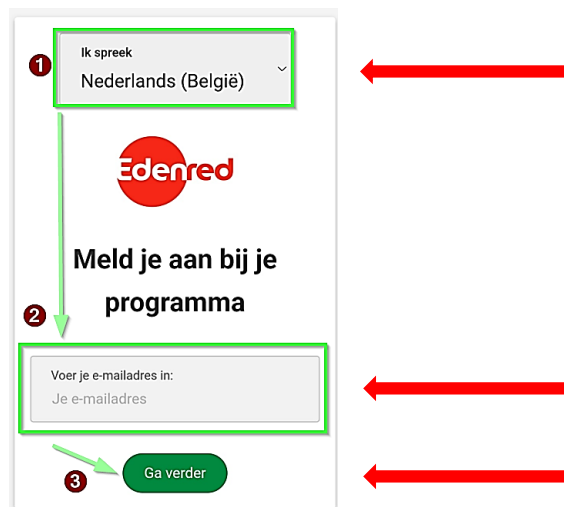 1
Ik spreek
Nederlands (België)
Edenred
Meld je aan bij je
programma
2
Voer je e-mailadres in:
Je e-mailadres
3
Ga verder